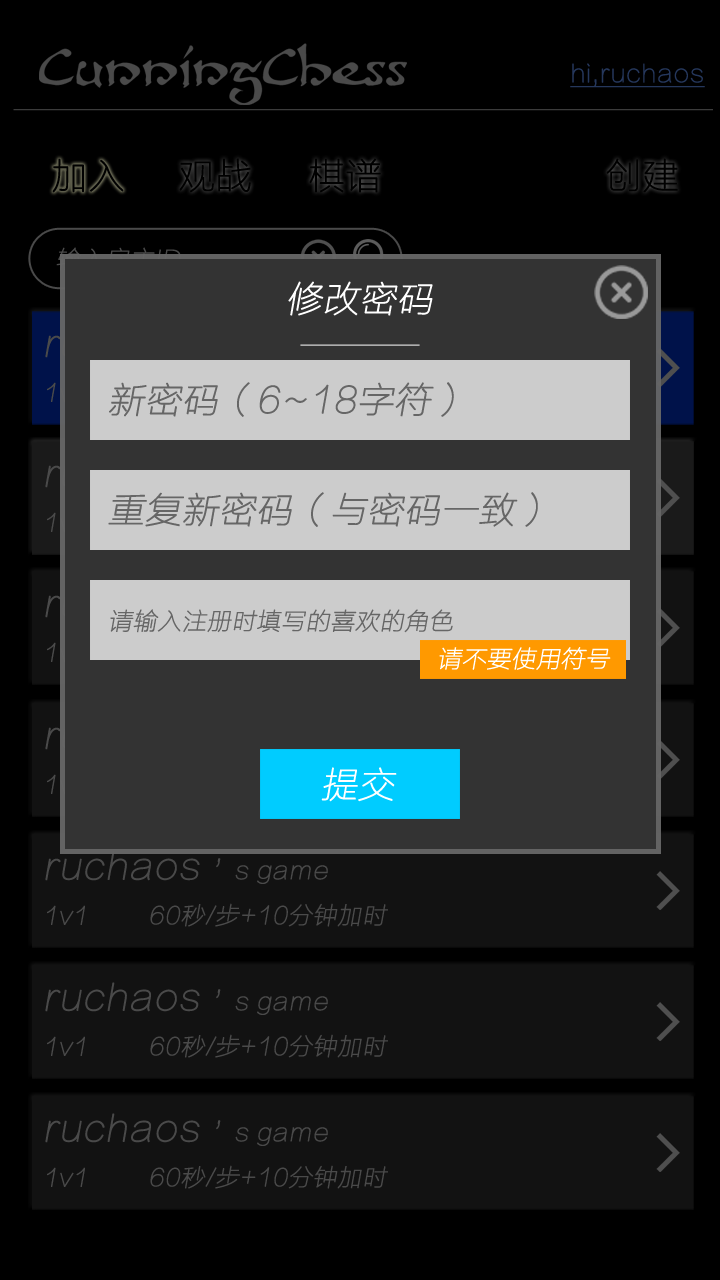 CunningChess
hi,ruchaos
加入 观战 棋谱 创建
修改密码
新密码（6~18字符）
重复新密码（与密码一致）
请输入注册时填写的喜欢的角色
请不要使用符号
提交
ruchaos ’ s game
1v1 60秒/步+10分钟加时
ruchaos ’ s game
1v1 60秒/步+10分钟加时
ruchaos ’ s game
1v1 60秒/步+10分钟加时